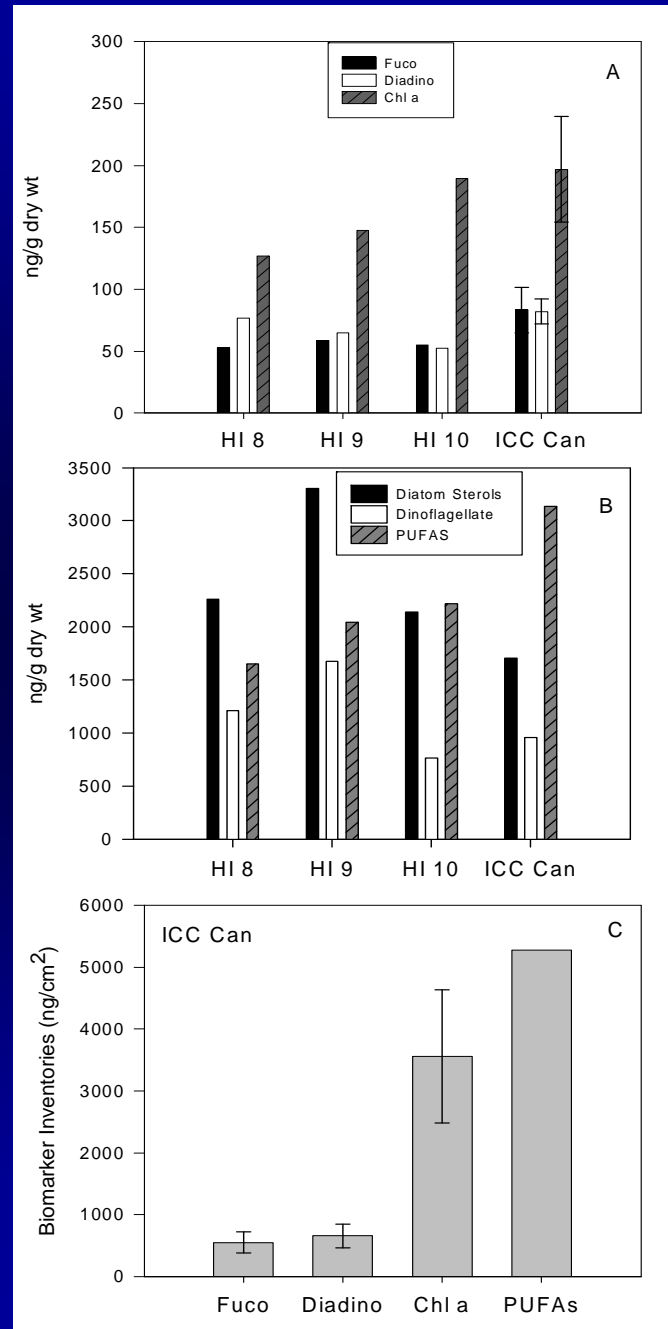 A
Fuco
Diadino
Chl a
ng/g dry wt
300
250
200
150
100
50
0
HI 8 HI 9 HI 10 ICC Can
B
Diatom Sterols
Dinoflagellate
PUFAS
ng/g dry wt
3500
3000
2500
2000
1500
1000
500
0
HI 8 HI 9 HI 10 ICC Can
ICC Can C
Biomarker Inventories (ng/cm²)
6000
5000
4000
3000
2000
1000
0
Fuco Diadino Chl a PUFAs